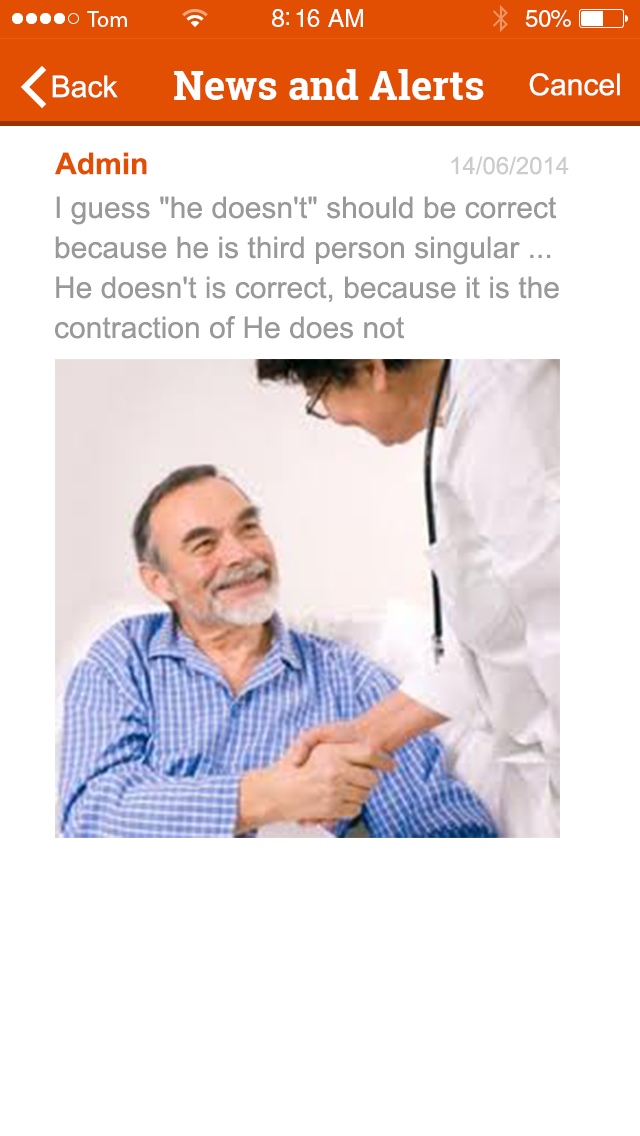 Tom 8:16 AM 50%
Back News and Alerts Cancel
Admin 14/06/2014
I guess "he doesn't" should be correct
because he is third person singular ...
He doesn't is correct, because it is the
contraction of He does not